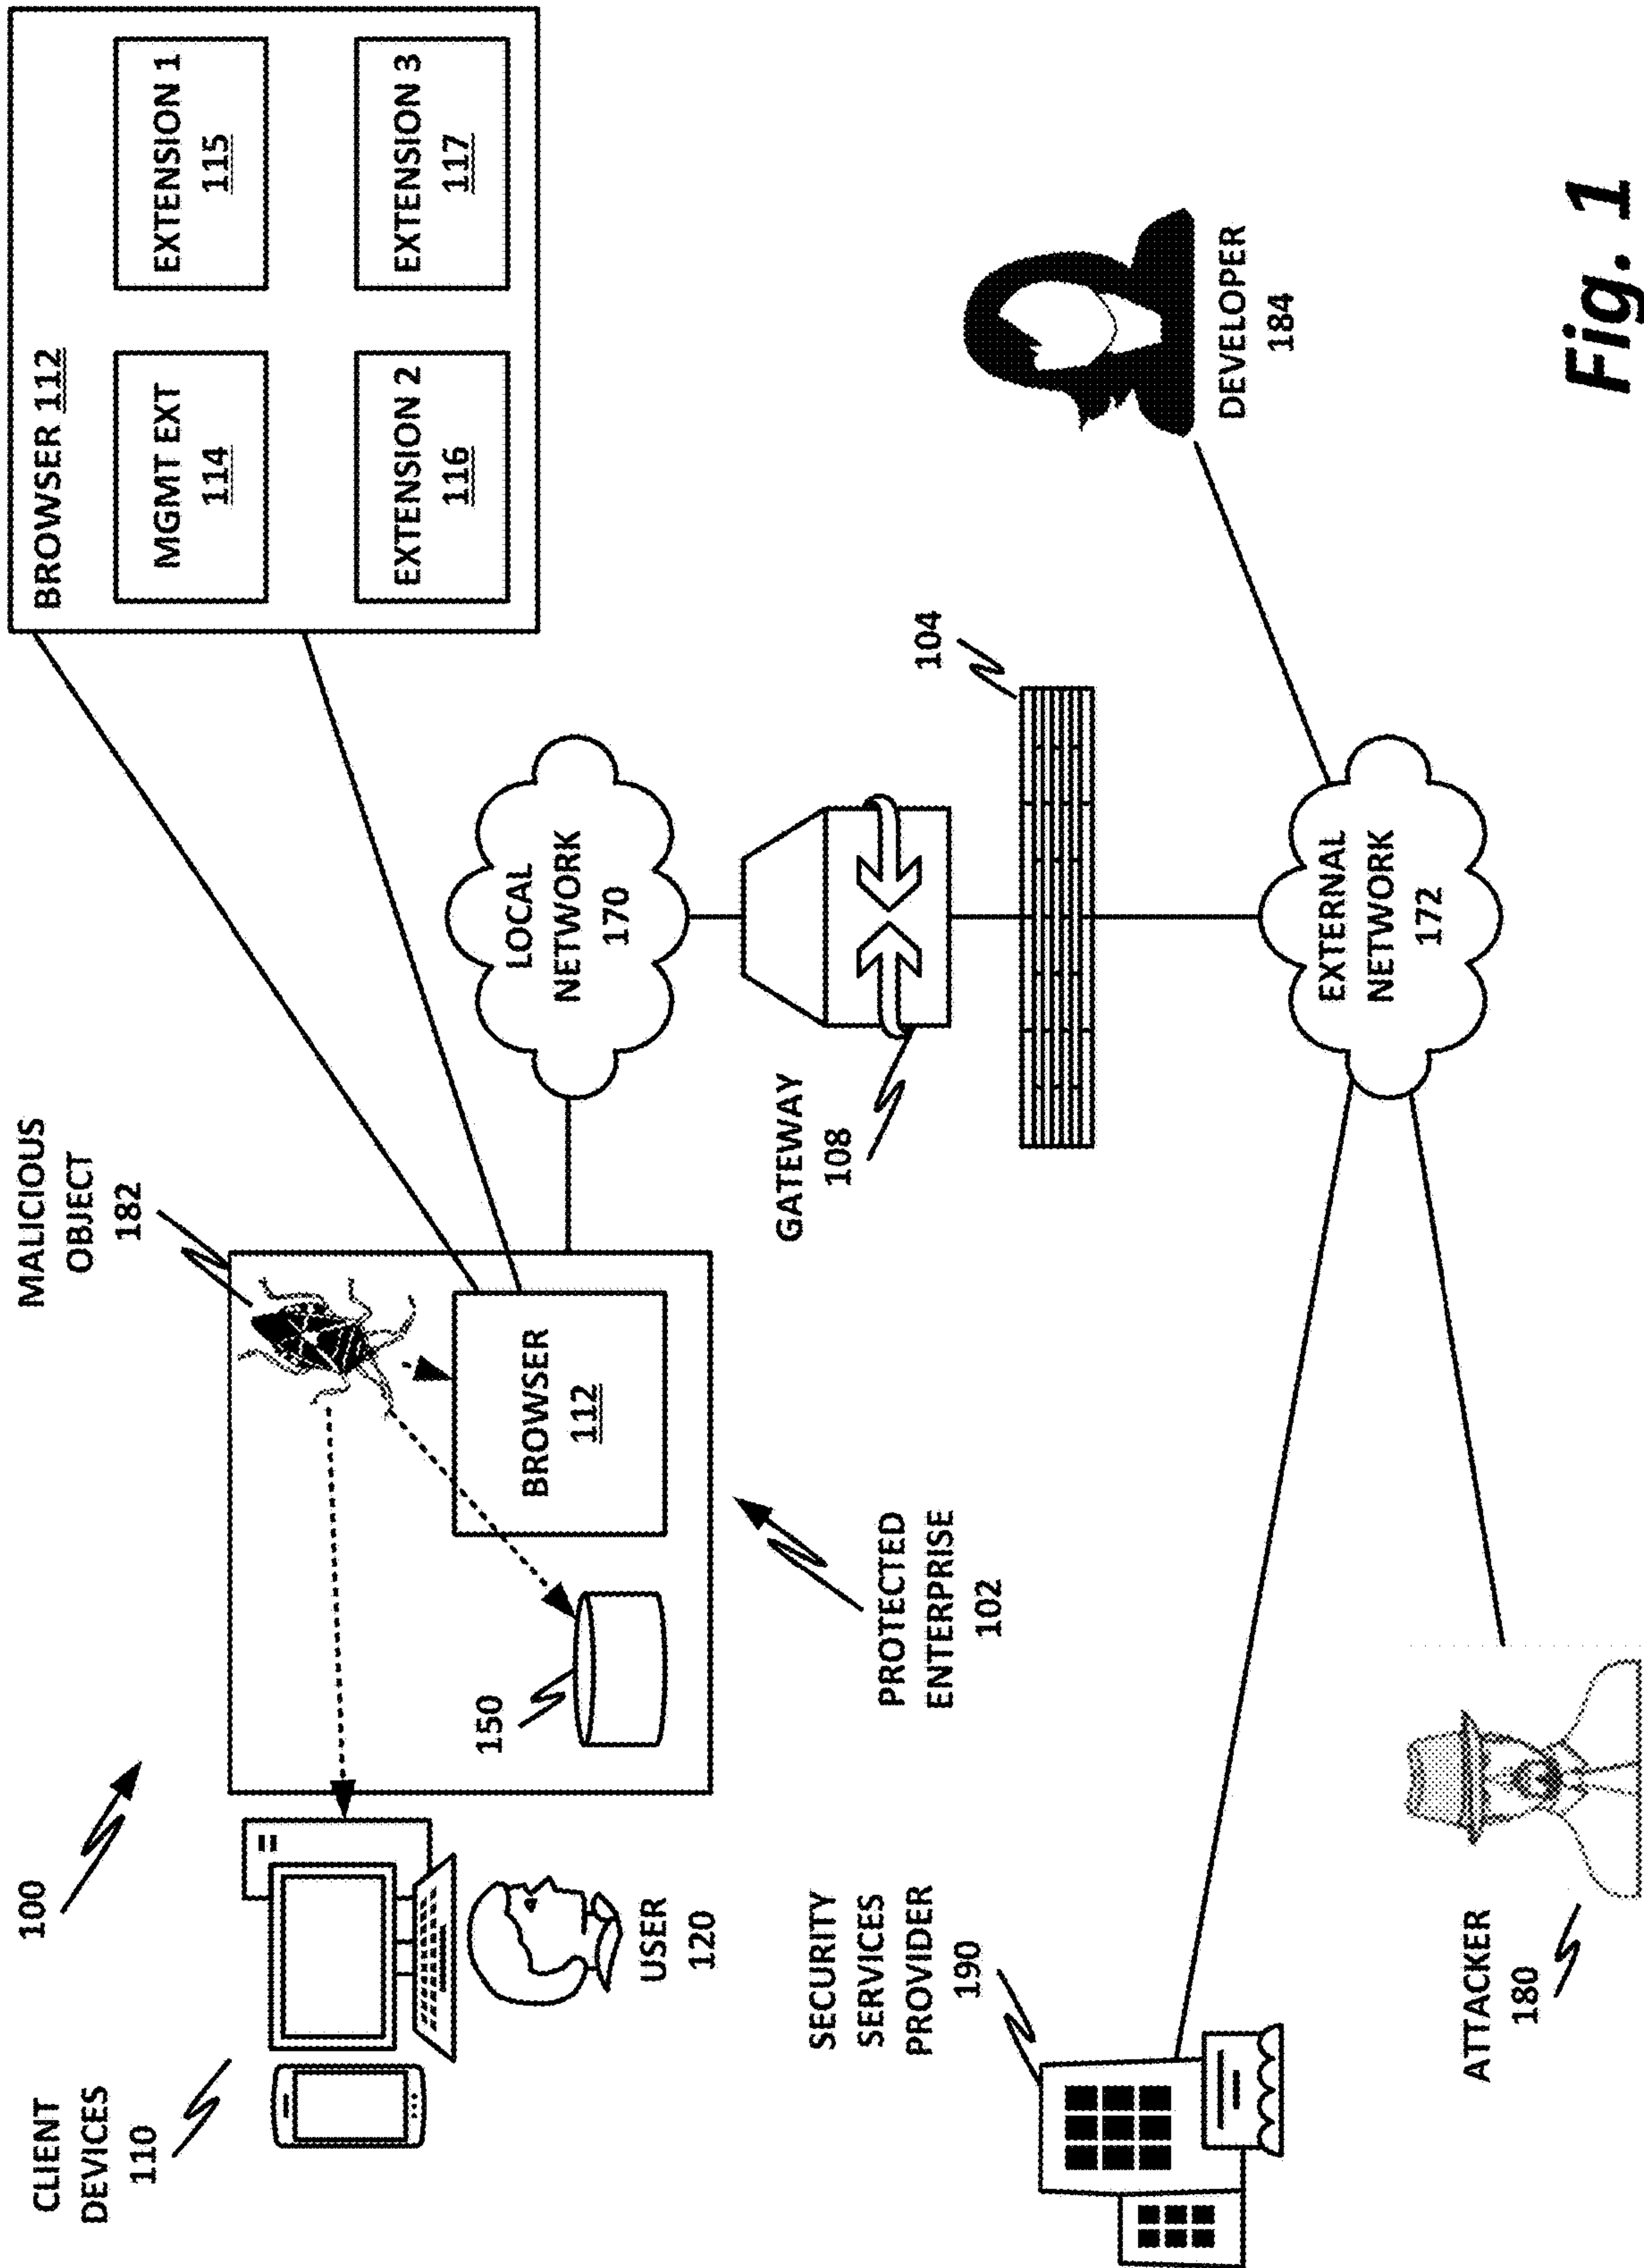 100
CLIENT
DEVICES
110
USER
120
MALICIOUS
OBJECT
182
150
BROWSER
112
PROTECTED
ENTERPRISE
102
BROWSER 112
MGMT EXT
114
EXTENSION 1
115
EXTENSION 2
116
EXTENSION 3
117
LOCAL
NETWORK
170
GATEWAY
108
104
SECURITY
SERVICES
PROVIDER
190
EXTERNAL
NETWORK
172
DEVELOPER
184
ATTACKER
180
Fig. 1